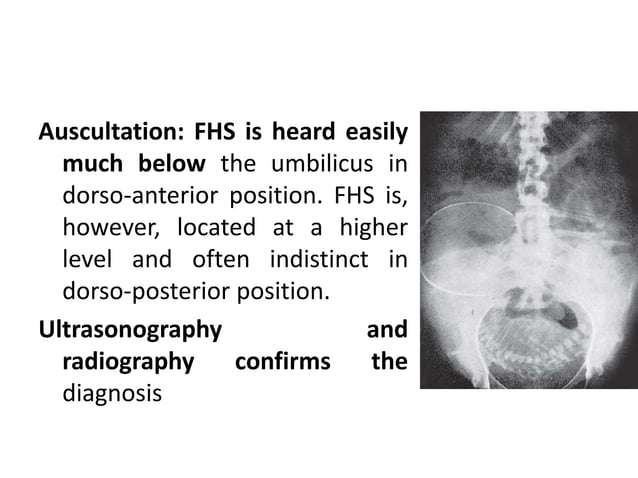 Auscultation: FHS is heard easily
much below the umbilicus in
dorso-anterior position. FHS is,
however, located at a higher
level and often indistinct in
dorso-posterior position.
Ultrasonography and
radiography confirms the
diagnosis